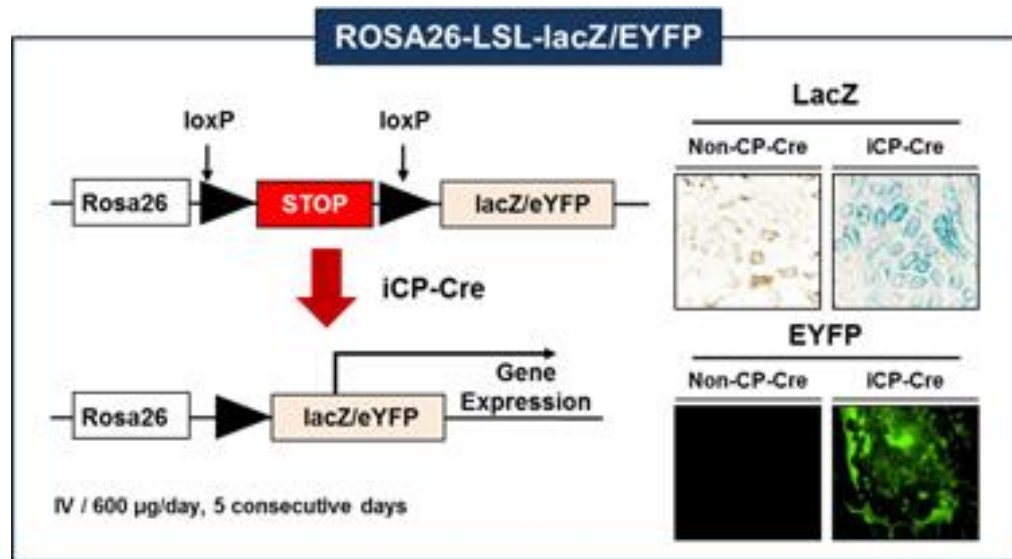 ROSA26-LSL-lacZ/EYFP
loxP loxP
Rosa26 STOP lacZ/eYFP
iCP-Cre
Gene
Expression
Rosa26 lacZ/eYFP
IV / 600 µg/day, 5 consecutive days
LacZ
Non-CP-Cre iCP-Cre
EYFP
Non-CP-Cre iCP-Cre